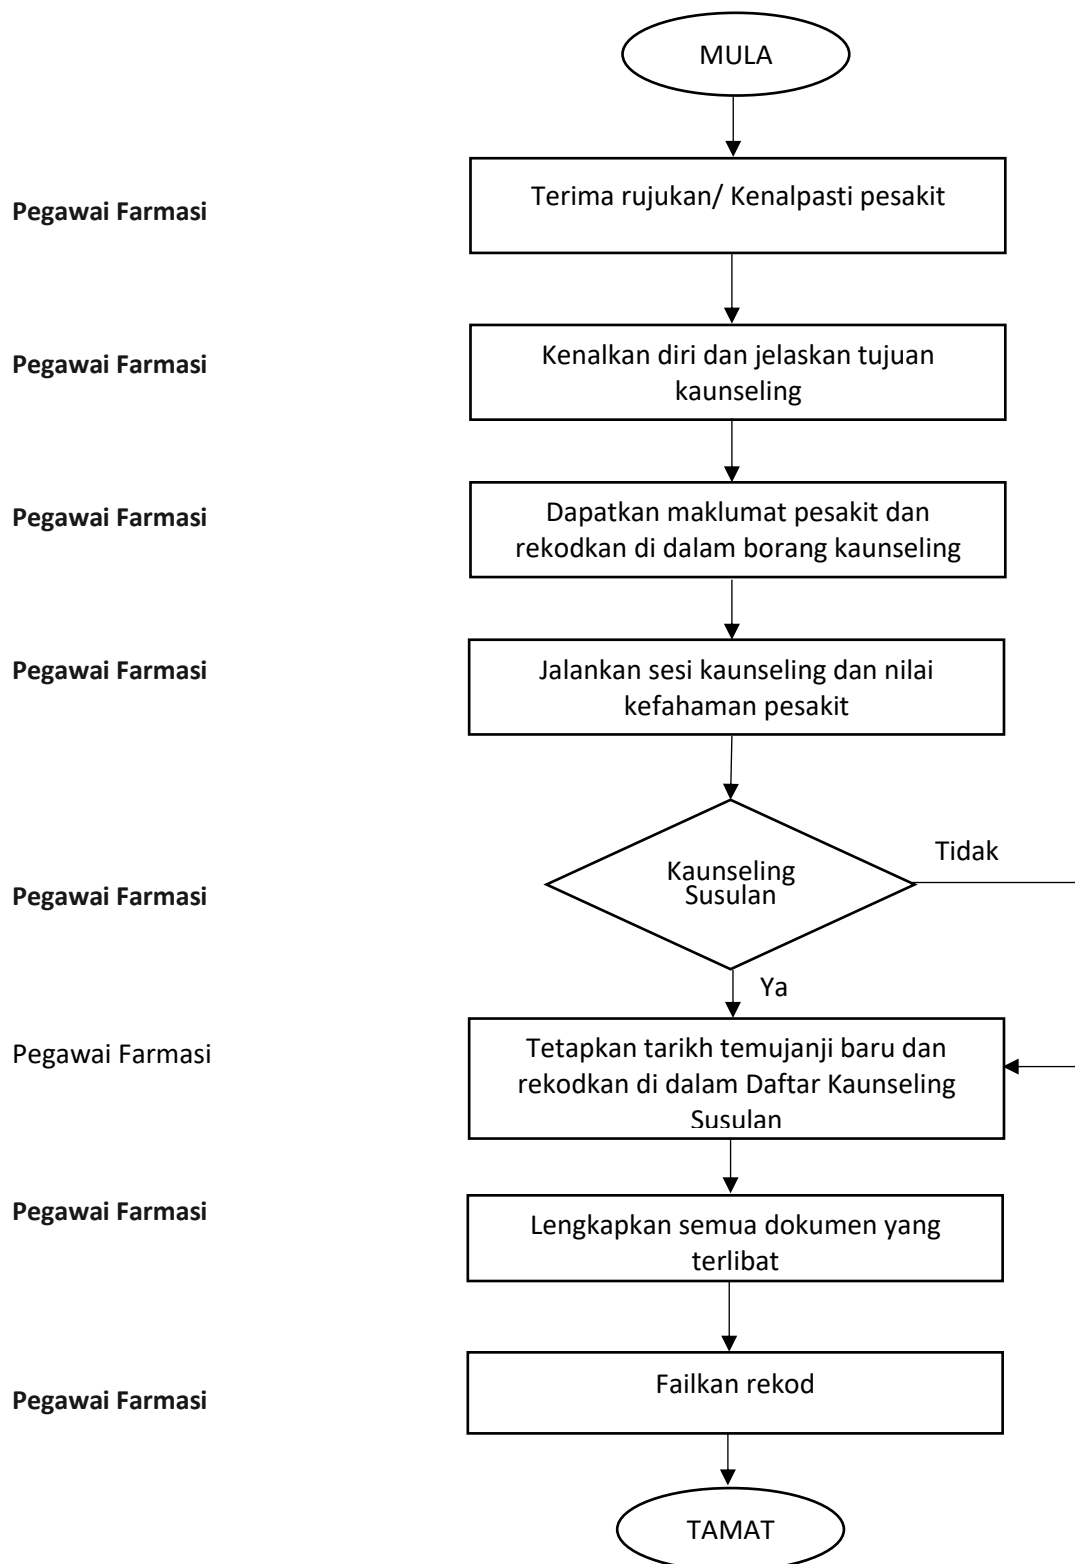 MULA
Pegawai Farmasi
Terima rujukan/ Kenalpasti pesakit
Pegawai Farmasi
Kenalkan diri dan jelaskan tujuan
kaunseling
Pegawai Farmasi
Dapatkan maklumat pesakit dan
rekodkan di dalam borang kaunseling
Pegawai Farmasi
Jalankan sesi kaunseling dan nilai
kefahaman pesakit
Pegawai Farmasi
Kaunseling
Susulan
Tidak
Ya
Pegawai Farmasi
Tetapkan tarikh temujanji baru dan
rekodkan di dalam Daftar Kaunseling
Susulan
Pegawai Farmasi
Lengkapkan semua dokumen yang
terlibat
Pegawai Farmasi
Failkan rekod
TAMAT